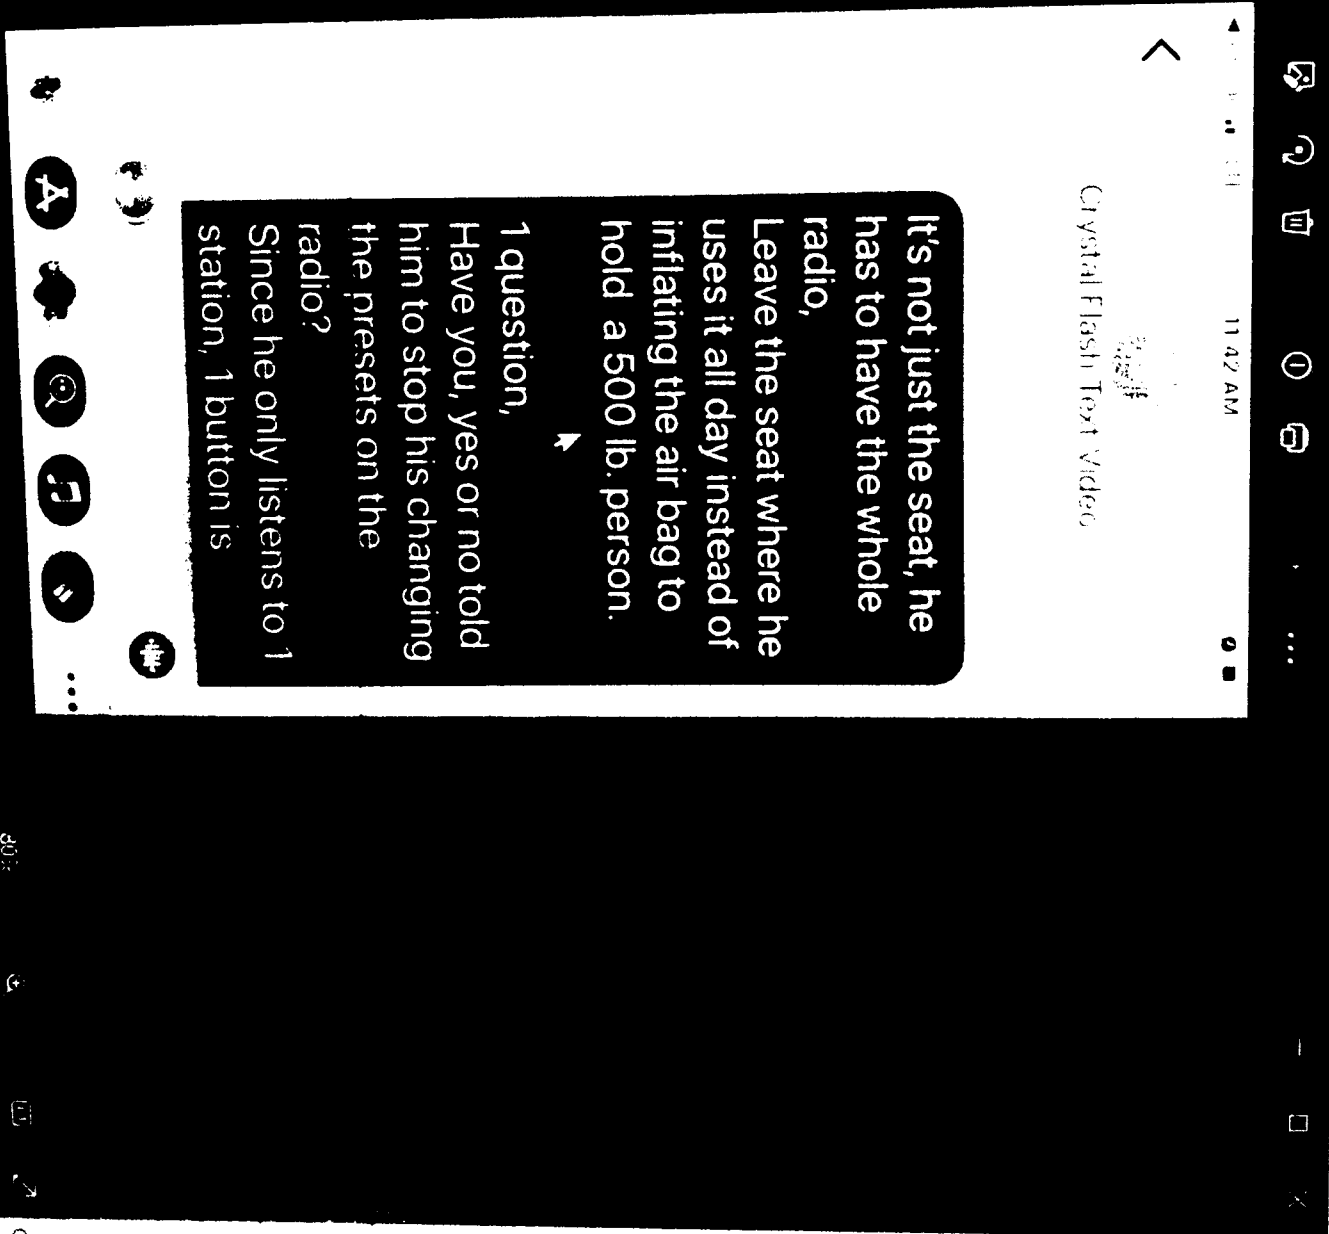 11:42 AM
Crystal Flash Text Video
It's not just the seat, he
has to have the whole
radio,
Leave the seat where he
uses it all day instead of
inflating the air bag to
hold a 500 lb. person.
1 question,
Have you, yes or no told
him to stop his changing
the presets on the
radio?
Since he only listens to 1
station, 1 button is